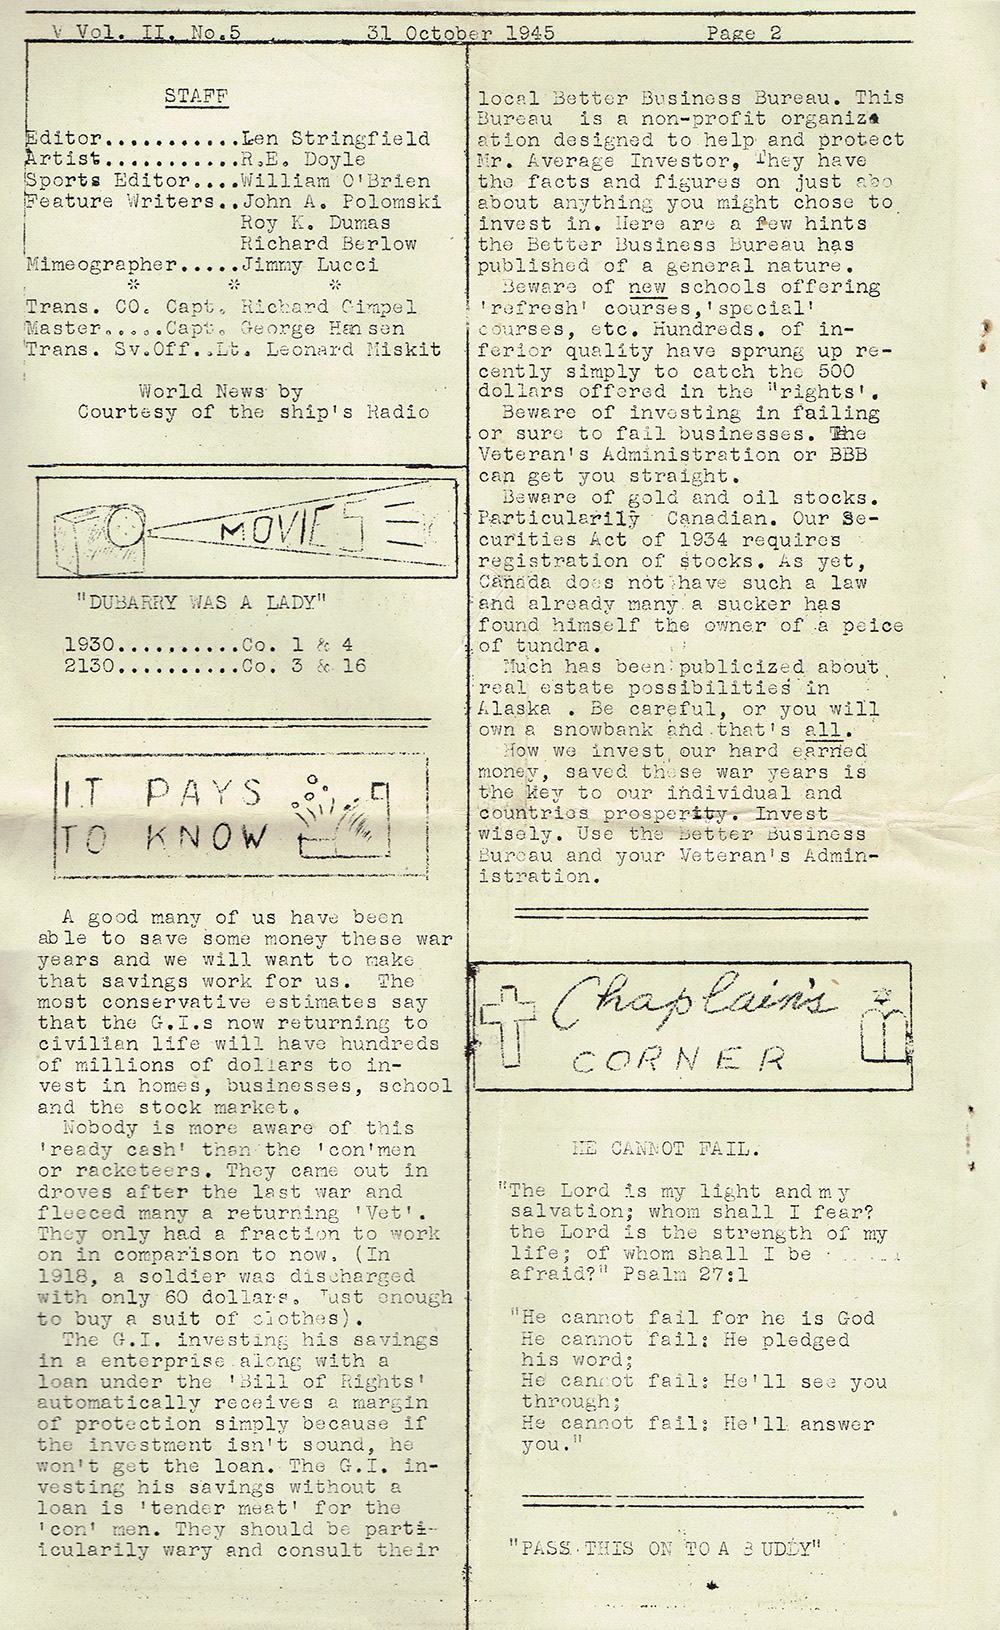 V Vol. II. No.5 31 October 1945 Page 2
STAFF
Editor...........Len Stringfield
Artist...........R.E. Doyle
Sports Editor....William O'Brien
Feature Writers..John A. Polomski
Roy K. Dumas
Richard Berlow
Mimeographer.....Jimmy Lucci
* * *
Trans. CO. Capt. Richard Gimpel
Master.....Capt. George Hansen
Trans. Sv.Off..Lt. Leonard Miskit
World News by
Courtesy of the ship's Radio
MOVIES
"DUBARRY WAS A LADY"
1930..........Co. 1 & 4
2130..........Co. 3 & 16
IT PAYS
TO KNOW
A good many of us have been
able to save some money these war
years and we will want to make
that savings work for us. The
most conservative estimates say
that the G.I.s now returning to
civilian life will have hundreds
of millions of dollars to in-
vest in homes, businesses, school
and the stock market.
Nobody is more aware of this
'ready cash' than the 'con'men
or racketeers. They came out in
droves after the last war and
fleeced many a returning 'Vet'.
They only had a fraction to work
on in comparison to now. (In
1918, a soldier was discharged
with only 60 dollars. Just enough
to buy a suit of clothes).
The G.I. investing his savings
in a enterprise along with a
loan under the 'Bill of Rights'
automatically receives a margin
of protection simply because if
the investment isn't sound, he
won't get the loan. The G.I. in-
vesting his savings without a
loan is 'tender meat' for the
'con' men. They should be parti-
icularily wary and consult their
local Better Business Bureau. This
Bureau is a non-profit organiza
ation designed to help and protect
Mr. Average Investor, They have
the facts and figures on just abo
about anything you might chose to
invest in. Here are a few hints
the Better Business Bureau has
published of a general nature.
Beware of new schools offering
'refresh' courses,'special'
courses, etc. Hundreds. of in-
ferior quality have sprung up re-
cently simply to catch the 500
dollars offered in the "rights'.
Beware of investing in failing
or sure to fail businesses. The
Veteran's Administration or BBB
can get you straight.
Beware of gold and oil stocks.
Particularily Canadian. Our Se-
curities Act of 1934 requires
registration of stocks. As yet,
Canada does not have such a law
and already many a sucker has
found himself the owner of a peice
of tundra.
Much has been publicized about
real estate possibilities in
Alaska . Be careful, or you will
own a snowbank and that's all.
How we invest our hard earned
money, saved these war years is
the key to our individual and
countries prosperity. Invest
wisely. Use the Better Business
Bureau and your Veteran's Admin-
istration.
Chaplain's
CORNER
HE CANNOT FAIL.
"The Lord is my light and my
salvation; whom shall I fear?
the Lord is the strength of my
life; of whom shall I be
afraid?" Psalm 27:1
"He cannot fail for he is God
He cannot fail: He pledged
his word;
He cannot fail: He'll see you
through;
He cannot fail: He'll answer
you."
"PASS THIS ON TO A BUDDY"